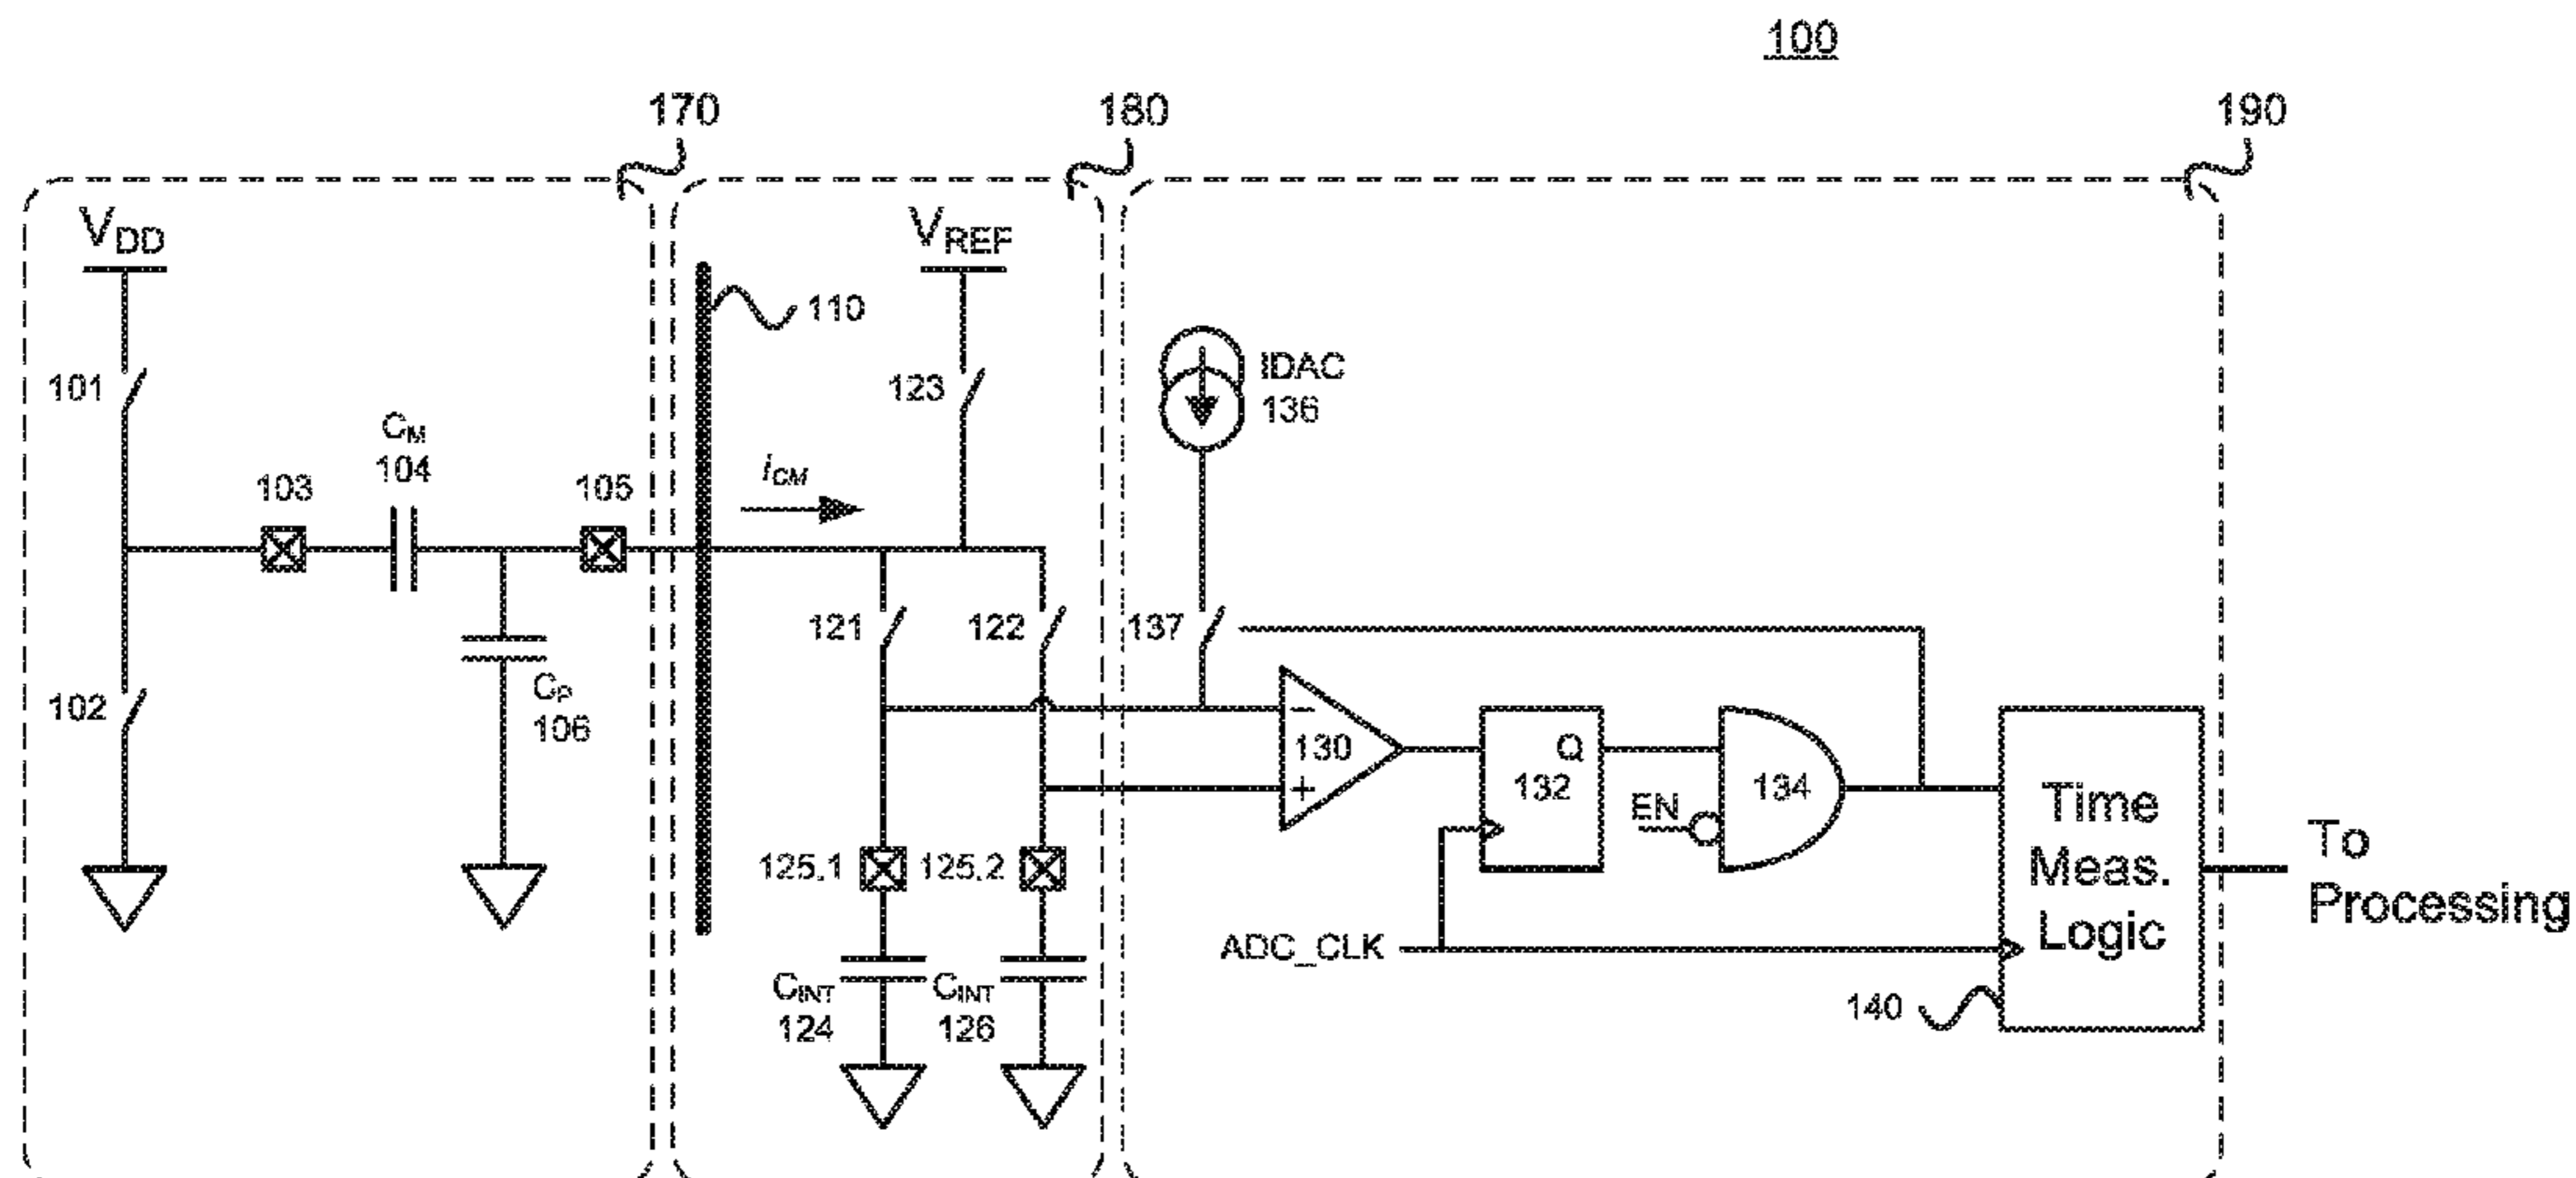 100
170
180
190
VDD
VREF
110
101
123
IDAC
136
CM
104
iCM
103
105
121
122
137
102
CP
106
130
−
+
Q
132
EN
134
Time
Meas.
Logic
To
Processing
125.1
125.2
ADC_CLK
CINT
124
CINT
126
140